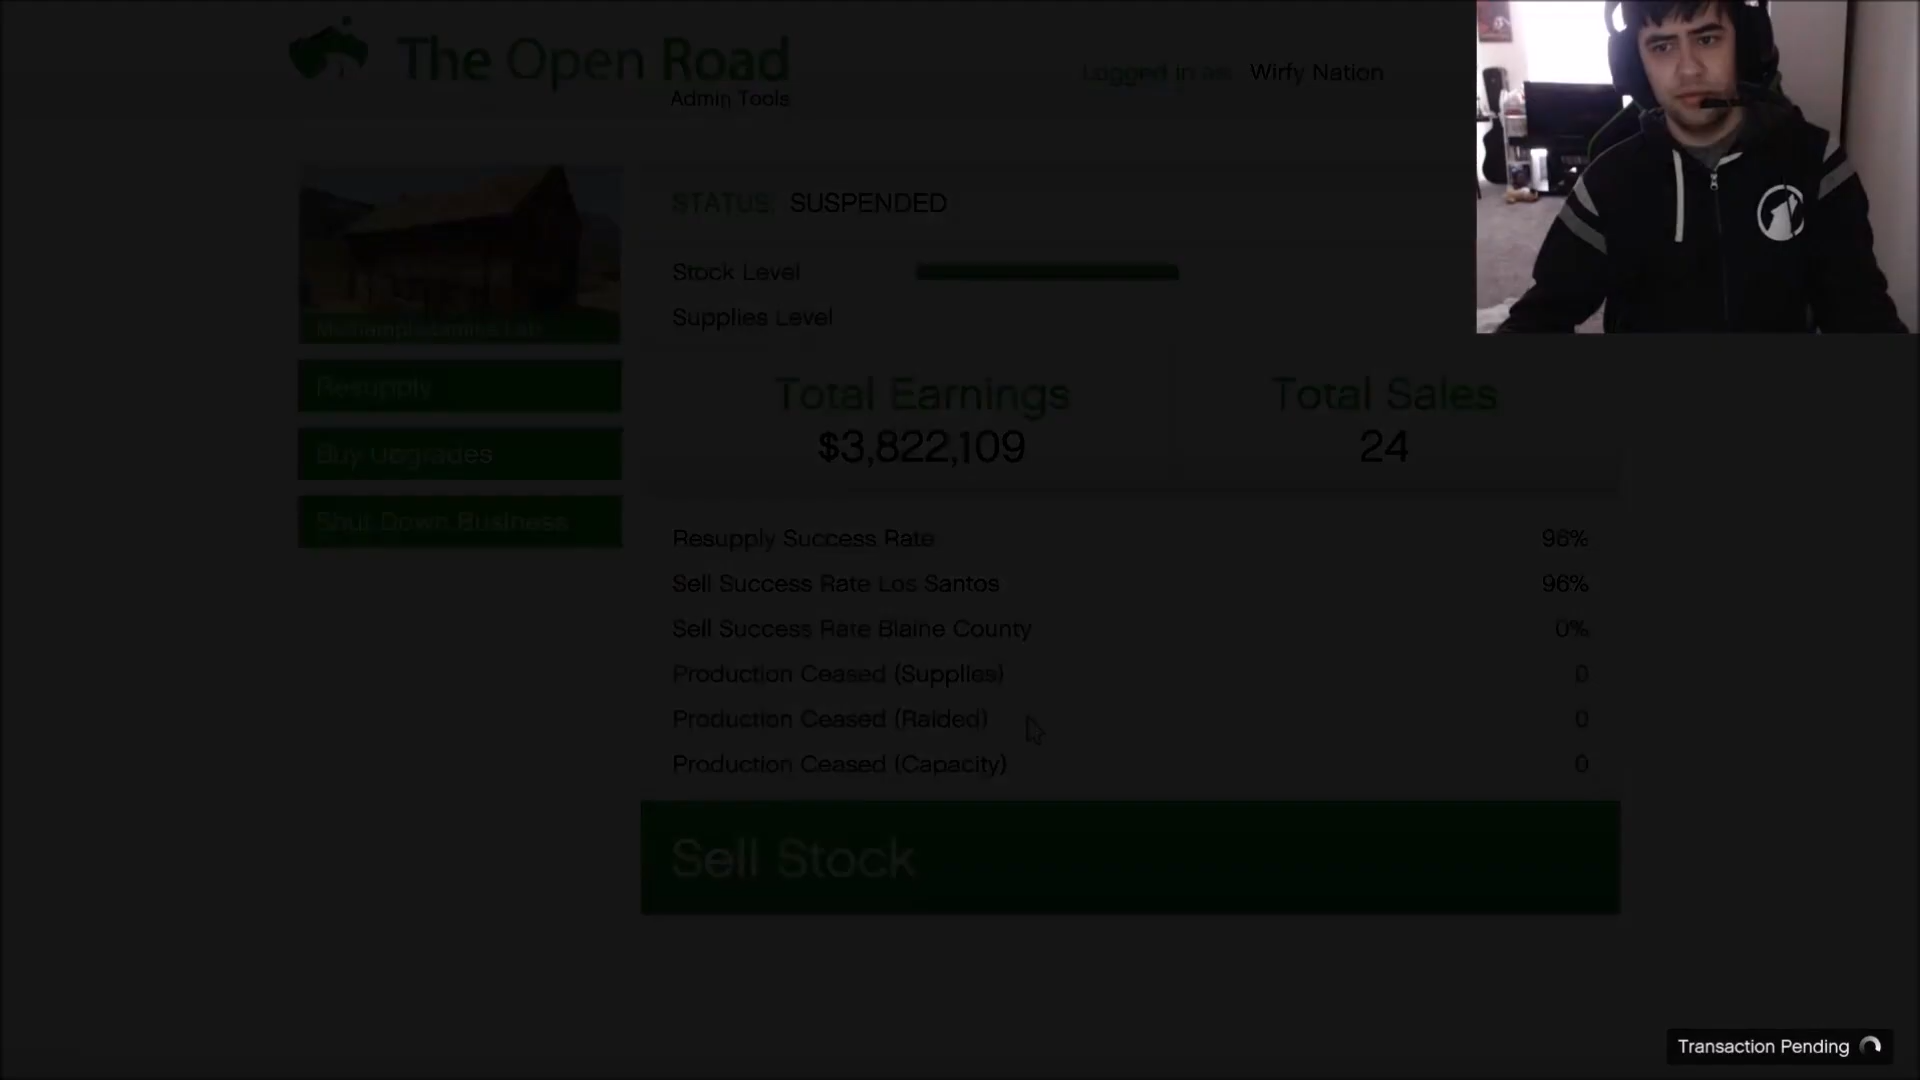 The Open Road
Admin Tools
Logged in as: Wirfy Nation
STATUS: SUSPENDED
Stock Level
Supplies Level
Methamphetamine Lab
Resupply
Buy Upgrades
Shut Down Business
Total Earnings
$3,822,109
Total Sales
24
Resupply Success Rate 96%
Sell Success Rate Los Santos 96%
Sell Success Rate Blaine County 0%
Production Ceased (Supplies) 0
Production Ceased (Raided) 0
Production Ceased (Capacity) 0
Sell Stock
Transaction Pending